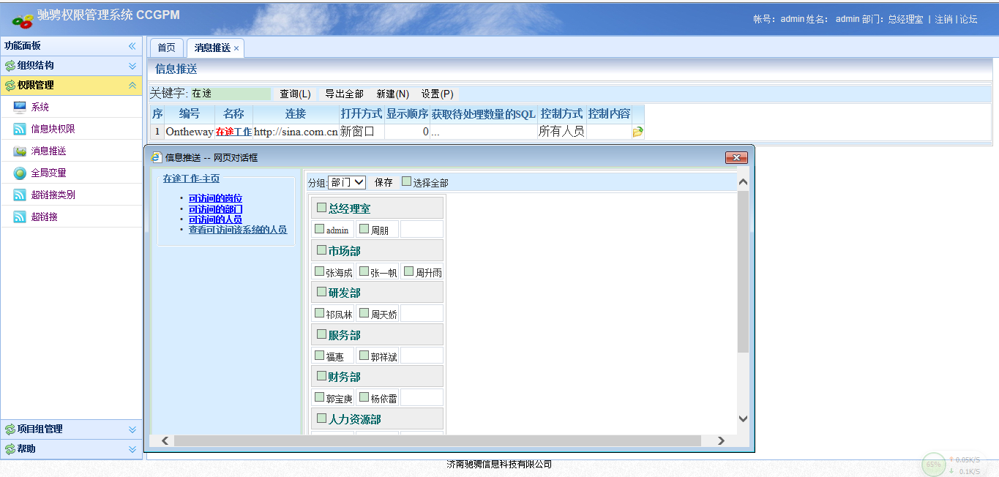 驰骋权限管理系统 CCGPM
帐号： admin 姓名： admin 部门：总经理室 | 注销 | 论坛
功能面板
组织结构
权限管理
系统
信息块权限
消息推送
全局变量
超链接类别
超链接
项目组管理
帮助
首页 消息推送 ×
信息推送
关键字: 在途 查询(L) 导出全部 新建(N) 设置(P)
序 编号 名称 连接 打开方式 显示顺序 获取待处理数量的SQL 控制方式 控制内容
1 Ontheway 在途工作 http://sina.com.cn 新窗口 0 ... 所有人员
信息推送 -- 网页对话框
在途工作-主页
• 可访问的岗位
• 可访问的部门
• 可访问的人员
• 查看可访问该系统的人员
分组: 部门 保存 选择全部
总经理室
admin 周朋
市场部
张海成 张一帆 周升雨
研发部
祁凤林 周天娇
服务部
福惠 郭祥斌
财务部
郭宝庚 杨依雷
人力资源部
济南驰骋信息科技有限公司
65% ↑ 0.05K/S
↓ 0.1K/S